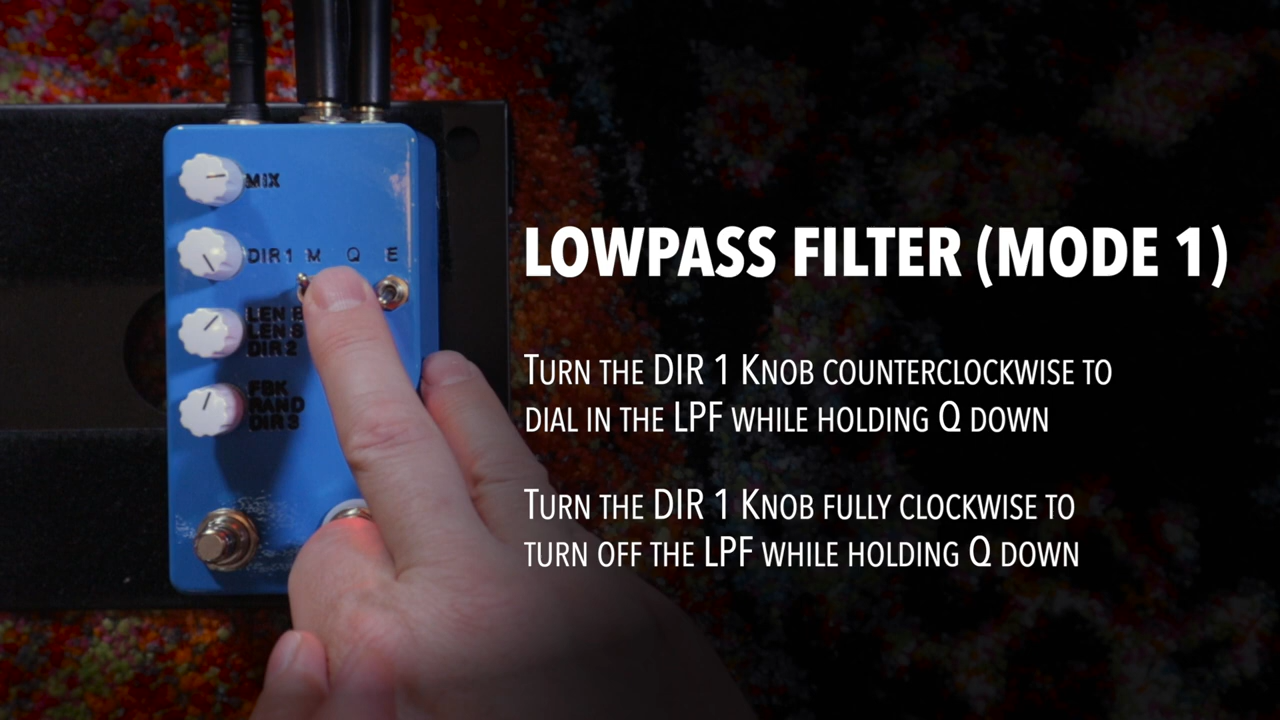 MIX
DIR 1 M Q E
LEN
LEN
DIR 2
FBK
RAND
DIR 3
LOWPASS FILTER (MODE 1)
TURN THE DIR 1 KNOB COUNTERCLOCKWISE TO
DIAL IN THE LPF WHILE HOLDING Q DOWN
TURN THE DIR 1 KNOB FULLY CLOCKWISE TO
TURN OFF THE LPF WHILE HOLDING Q DOWN